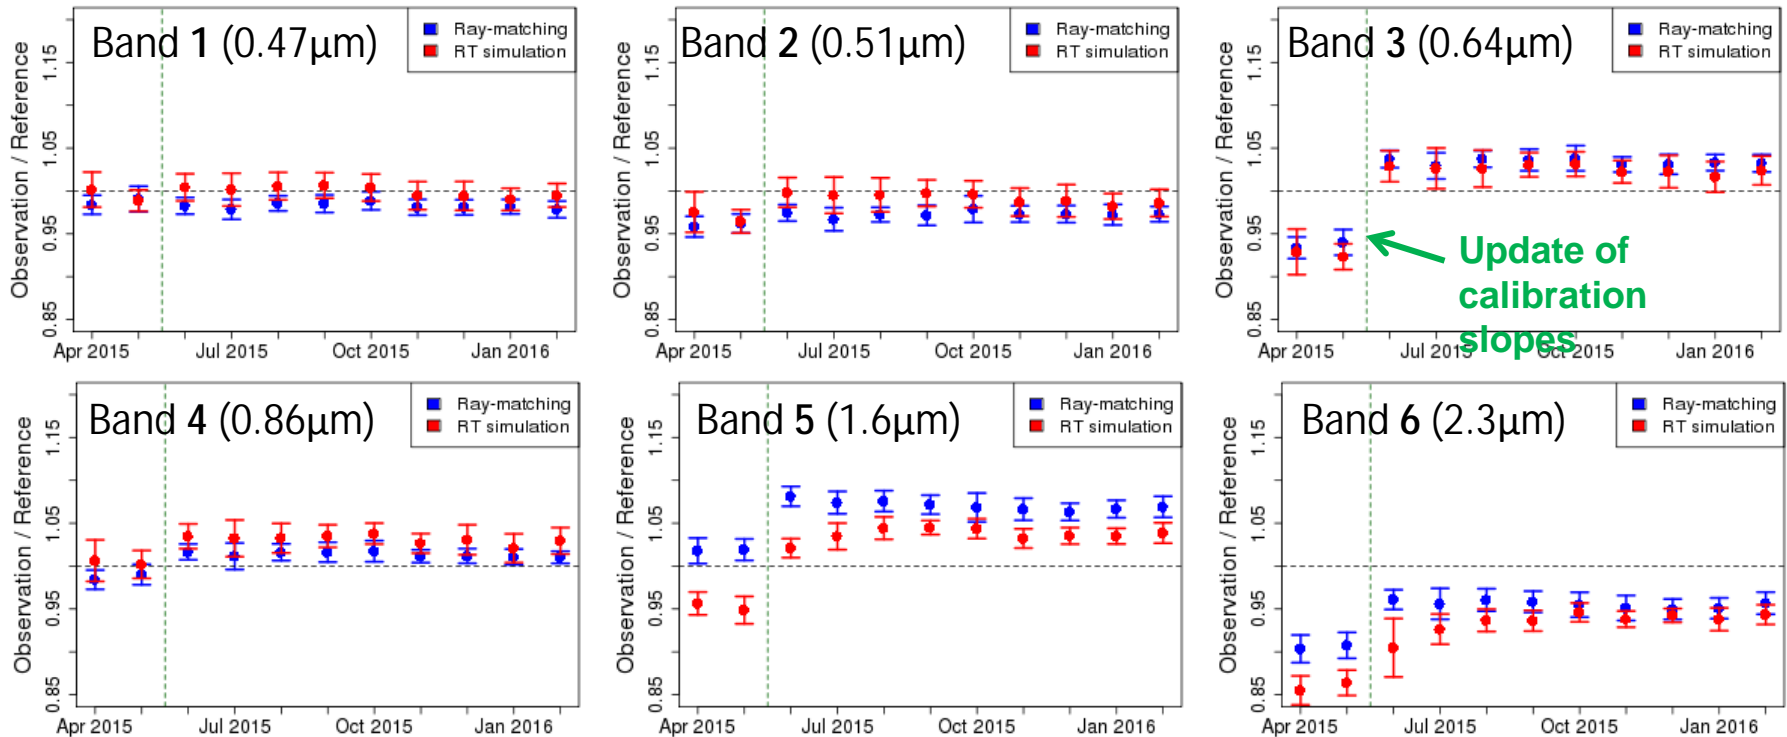 Band 1 (0.47μm)
Ray-matching
RT simulation
Observation / Reference
1.15
1.05
0.95
0.85
Apr 2015
Jul 2015
Oct 2015
Jan 2016
Band 2 (0.51μm)
Ray-matching
RT simulation
Observation / Reference
1.15
1.05
0.95
0.85
Apr 2015
Jul 2015
Oct 2015
Jan 2016
Band 3 (0.64μm)
Ray-matching
RT simulation
Observation / Reference
1.15
1.05
0.95
0.85
Update of
calibration
slopes
Apr 2015
Jul 2015
Oct 2015
Jan 2016
Band 4 (0.86μm)
Ray-matching
RT simulation
Observation / Reference
1.15
1.05
0.95
0.85
Apr 2015
Jul 2015
Oct 2015
Jan 2016
Band 5 (1.6μm)
Ray-matching
RT simulation
Observation / Reference
1.15
1.05
0.95
0.85
Apr 2015
Jul 2015
Oct 2015
Jan 2016
Band 6 (2.3μm)
Ray-matching
RT simulation
Observation / Reference
1.15
1.05
0.95
0.85
Apr 2015
Jul 2015
Oct 2015
Jan 2016